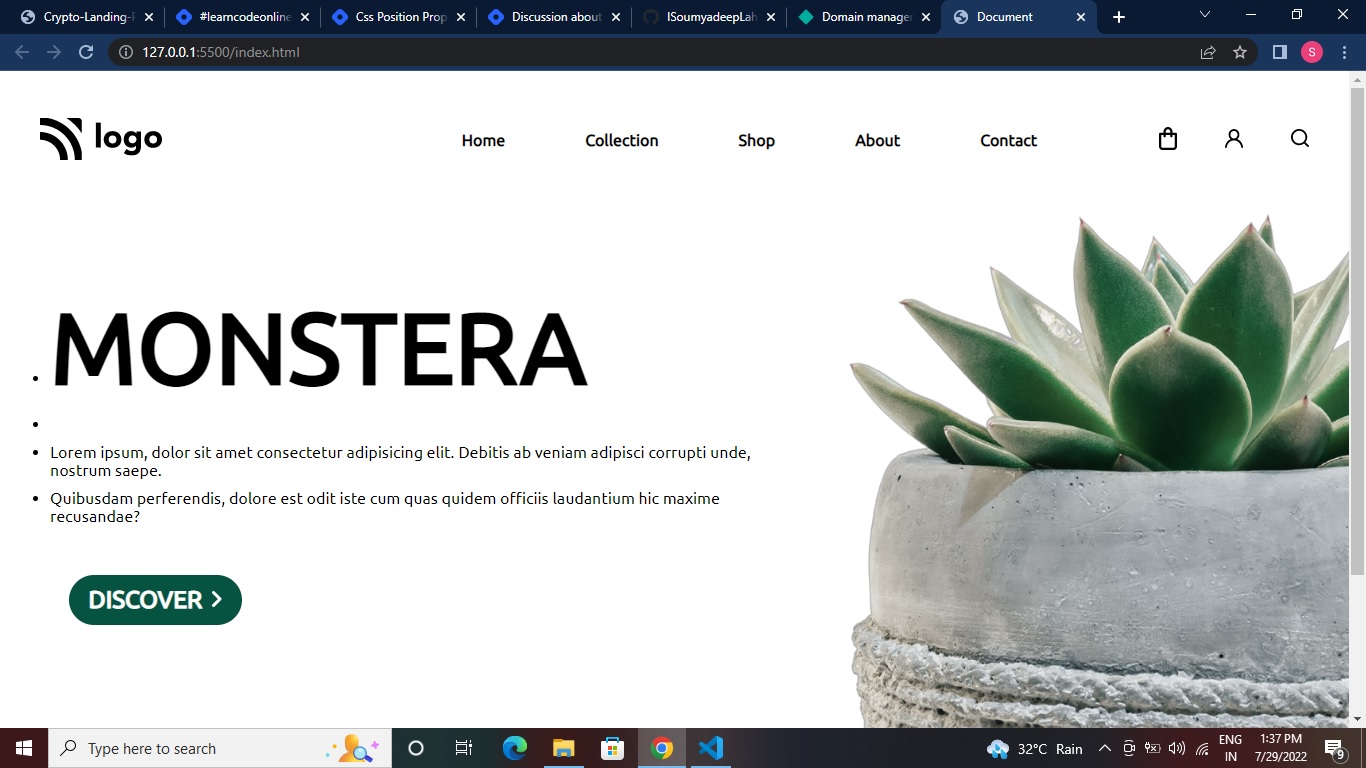 Crypto-Landing-P
#learncodeonline
Css Position Prop
Discussion about
ISoumyadeepLah
Domain manager
Document
127.0.0.1:5500/index.html
S
logo
Home
Collection
Shop
About
Contact
MONSTERA
Lorem ipsum, dolor sit amet consectetur adipisicing elit. Debitis ab veniam adipisci corrupti unde,
nostrum saepe.
Quibusdam perferendis, dolore est odit iste cum quas quidem officiis laudantium hic maxime
recusandae?
DISCOVER
Type here to search
32°C Rain
ENG
IN
1:37 PM
7/29/2022
9